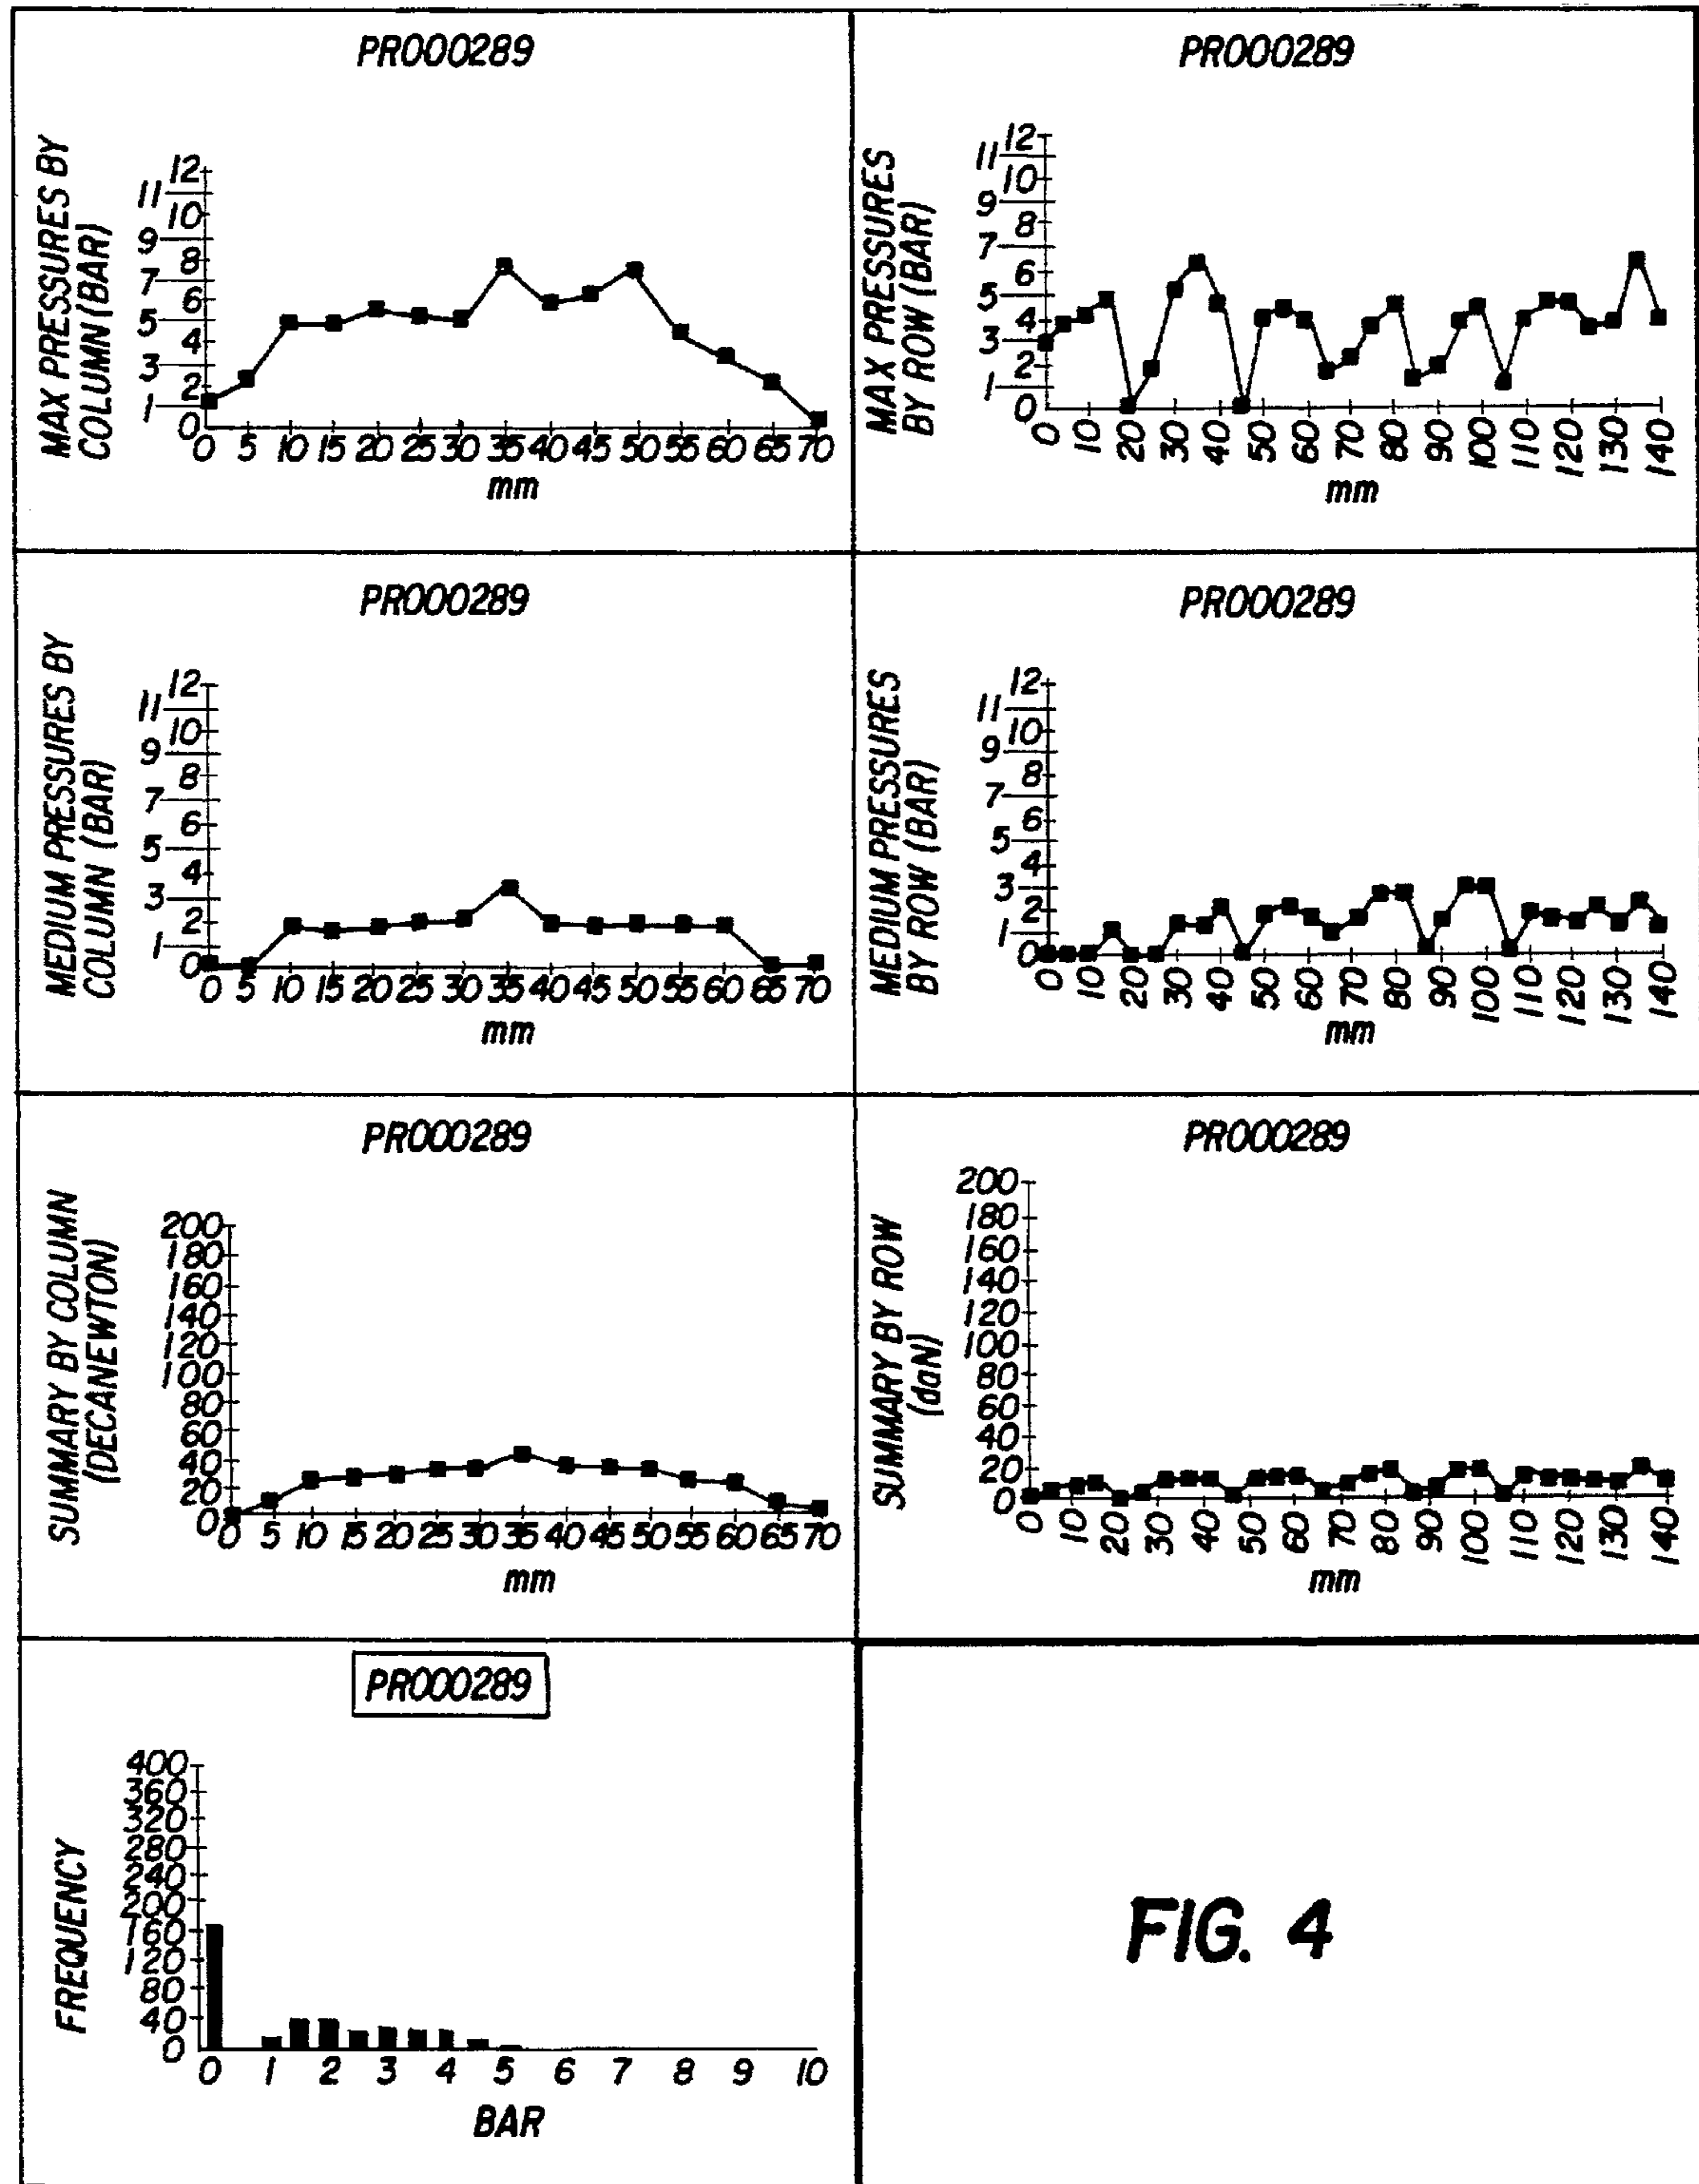 PR000289
MAX PRESSURES BY
COLUMN (BAR)
12
11
10
9
8
7
6
5
4
3
2
1
0
0 5 10 15 20 25 30 35 40 45 50 55 60 65 70
mm
PR000289
MAX PRESSURES
BY ROW (BAR)
12
11
10
9
8
7
6
5
4
3
2
1
0
0 10 20 30 40 50 60 70 80 90 100 110 120 130 140
mm
PR000289
MEDIUM PRESSURES BY
COLUMN (BAR)
12
11
10
9
8
7
6
5
4
3
2
1
0
0 5 10 15 20 25 30 35 40 45 50 55 60 65 70
mm
PR000289
MEDIUM PRESSURES
BY ROW (BAR)
12
11
10
9
8
7
6
5
4
3
2
1
0
0 10 20 30 40 50 60 70 80 90 100 110 120 130 140
mm
PR000289
SUMMARY BY COLUMN
(DECANEWTON)
200
180
160
140
120
100
80
60
40
20
0
0 5 10 15 20 25 30 35 40 45 50 55 60 65 70
mm
PR000289
SUMMARY BY ROW
(daN)
200
180
160
140
120
100
80
60
40
20
0
0 10 20 30 40 50 60 70 80 90 100 110 120 130 140
mm
PR000289
FREQUENCY
400
360
320
280
240
200
160
120
80
40
0
0 1 2 3 4 5 6 7 8 9 10
BAR
FIG. 4